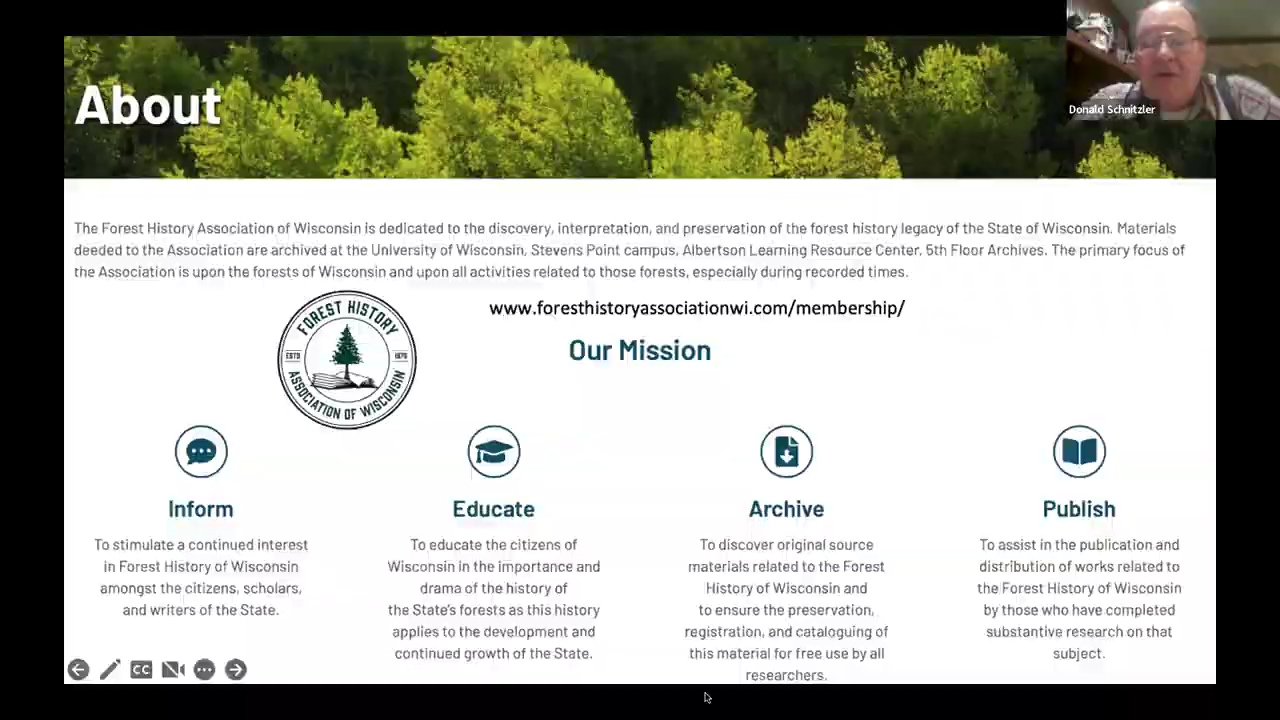 About
Donald Schnitzler
The Forest History Association of Wisconsin is dedicated to the discovery, interpretation, and preservation of the forest history legacy of the State of Wisconsin. Materials
deeded to the Association are archived at the University of Wisconsin, Stevens Point campus, Albertson Learning Resource Center, 5th Floor Archives. The primary focus of
the Association is upon the forests of Wisconsin and upon all activities related to those forests, especially during recorded times.
www.foresthistoryassociationwi.com/membership/
FOREST HISTORY
ESTD
ASSOCIATION OF WISCONSIN
Our Mission
Inform
To stimulate a continued interest
in Forest History of Wisconsin
amongst the citizens, scholars,
and writers of the State.
Educate
To educate the citizens of
Wisconsin in the importance and
drama of the history of
the State's forests as this history
applies to the development and
continued growth of the State.
Archive
To discover original source
materials related to the Forest
History of Wisconsin and
to ensure the preservation,
registration, and cataloguing of
this material for free use by all
researchers.
Publish
To assist in the publication and
distribution of works related to
the Forest History of Wisconsin
by those who have completed
substantive research on that
subject.
CC